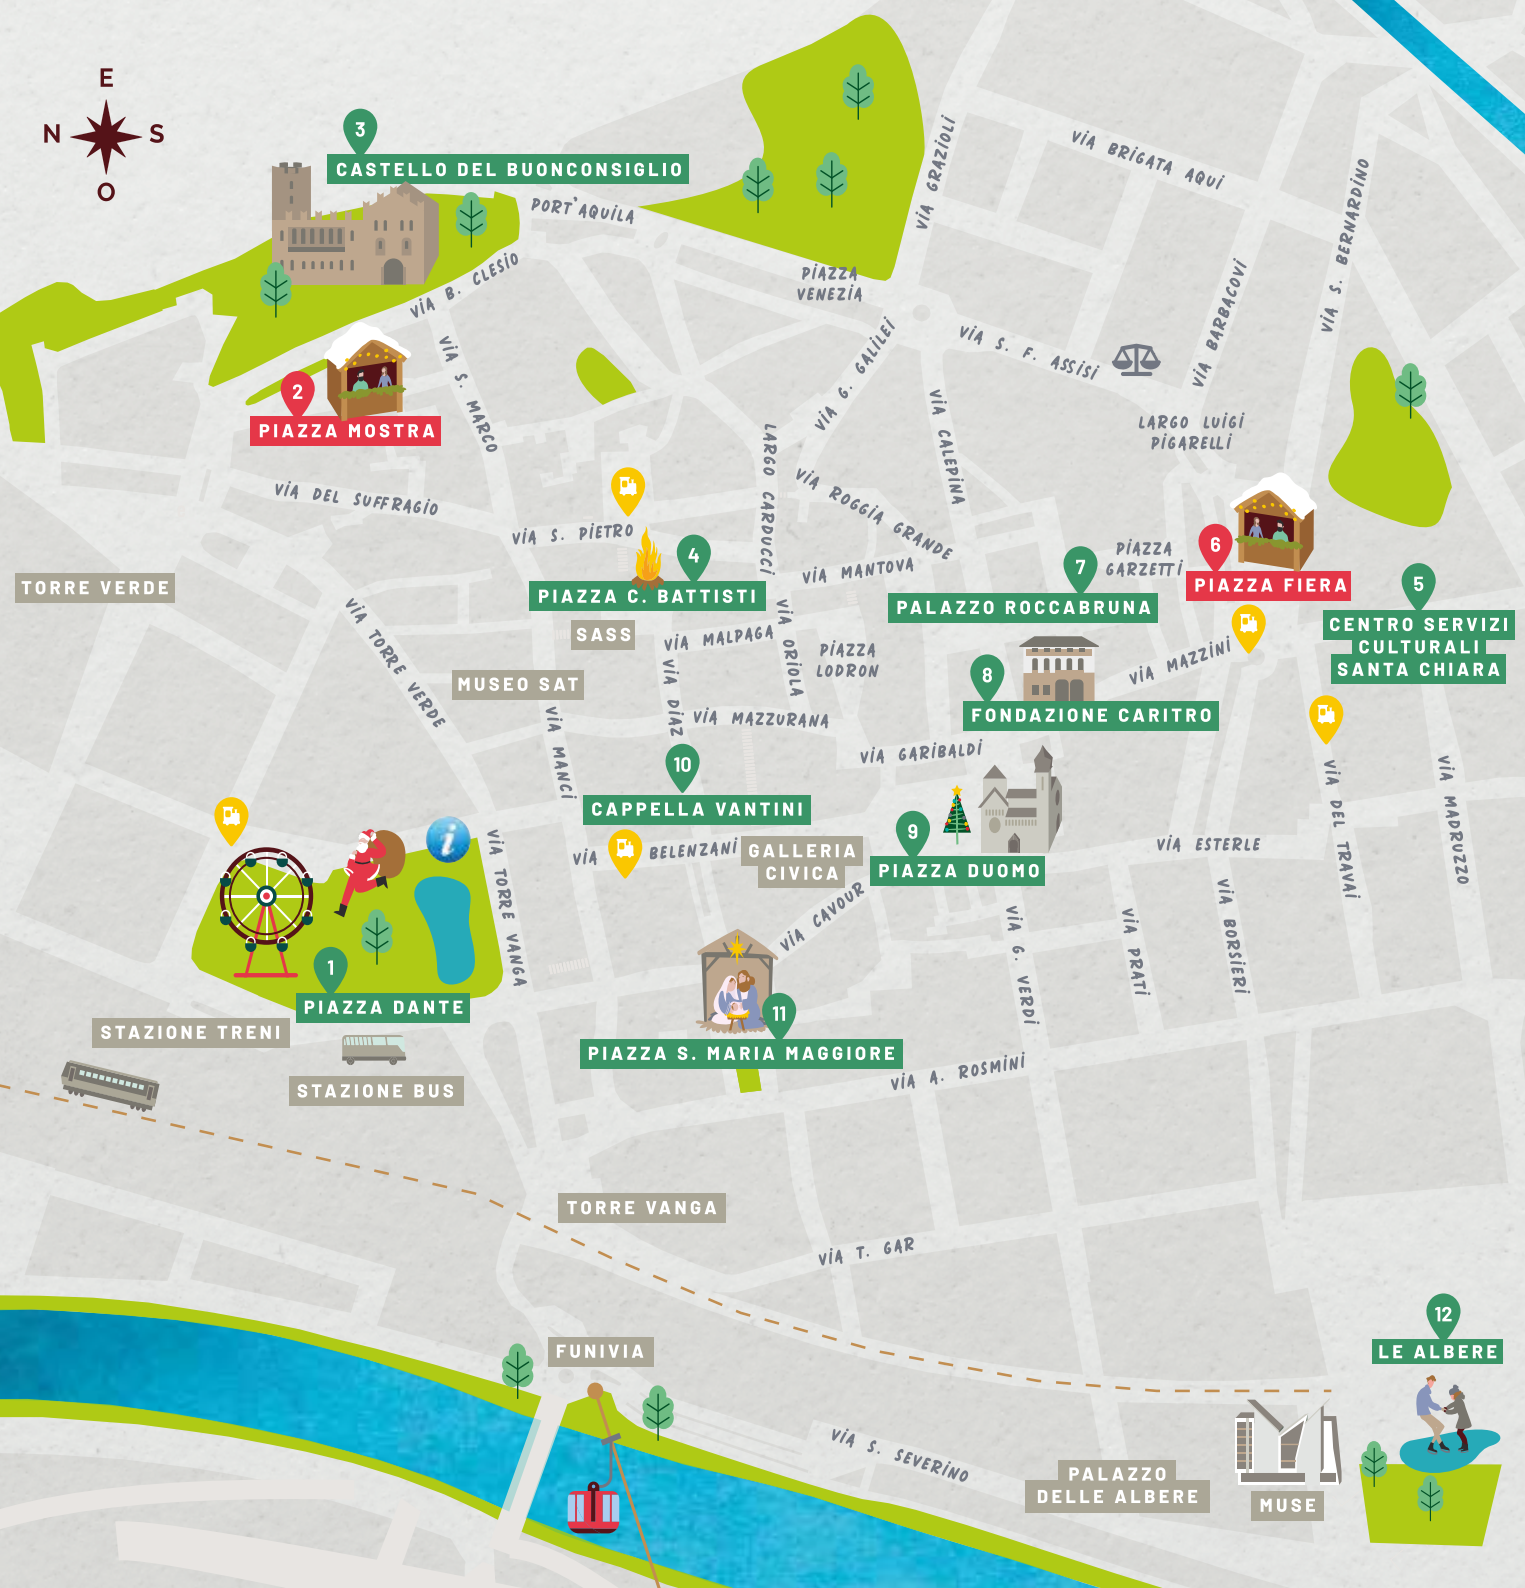 E
N
S
O
3
CASTELLO DEL BUONCONSIGLIO
PORT'AQUILA
VIA GRAZIOLI
VIA BRIGATA AQUI
VIA S. BERNARDINO
VIA B. CLESIO
PIAZZA
VENEZIA
VIA BARBACOVI
VIA S. MARCO
VIA G. GALILEI
VIA S. F. ASSISI
2
PIAZZA MOSTRA
VIA CALEPINA
LARGO LUIGI
PIGARELLI
LARGO CARDUCCI
VIA DEL SUFFRAGIO
VIA S. PIETRO
VIA ROGGIA GRANDE
4
PIAZZA C. BATTISTI
VIA MANTOVA
7
PALAZZO ROCCABRUNA
PIAZZA
GARZETTI
6
PIAZZA FIERA
5
CENTRO SERVIZI
CULTURALI
SANTA CHIARA
TORRE VERDE
SASS
VIA MALPAGA
VIA ORIOLA
PIAZZA
LODRON
VIA TORRE VERDE
MUSEO SAT
VIA DIAZ
8
FONDAZIONE CARITRO
VIA MAZZINI
VIA MANCI
VIA MAZZURANA
VIA GARIBALDI
10
CAPPELLA VANTINI
VIA DEL TRAVAI
VIA MADRUZZO
i
VIA TORRE VANGA
VIA BELENZANI
GALLERIA
CIVICA
9
PIAZZA DUOMO
VIA ESTERLE
VIA CAVOUR
VIA G. VERDI
VIA PRATI
VIA BORSIERI
1
PIAZZA DANTE
STAZIONE TRENI
STAZIONE BUS
11
PIAZZA S. MARIA MAGGIORE
VIA A. ROSMINI
TORRE VANGA
VIA T. GAR
FUNIVIA
12
LE ALBERE
VIA S. SEVERINO
PALAZZO
DELLE ALBERE
MUSE